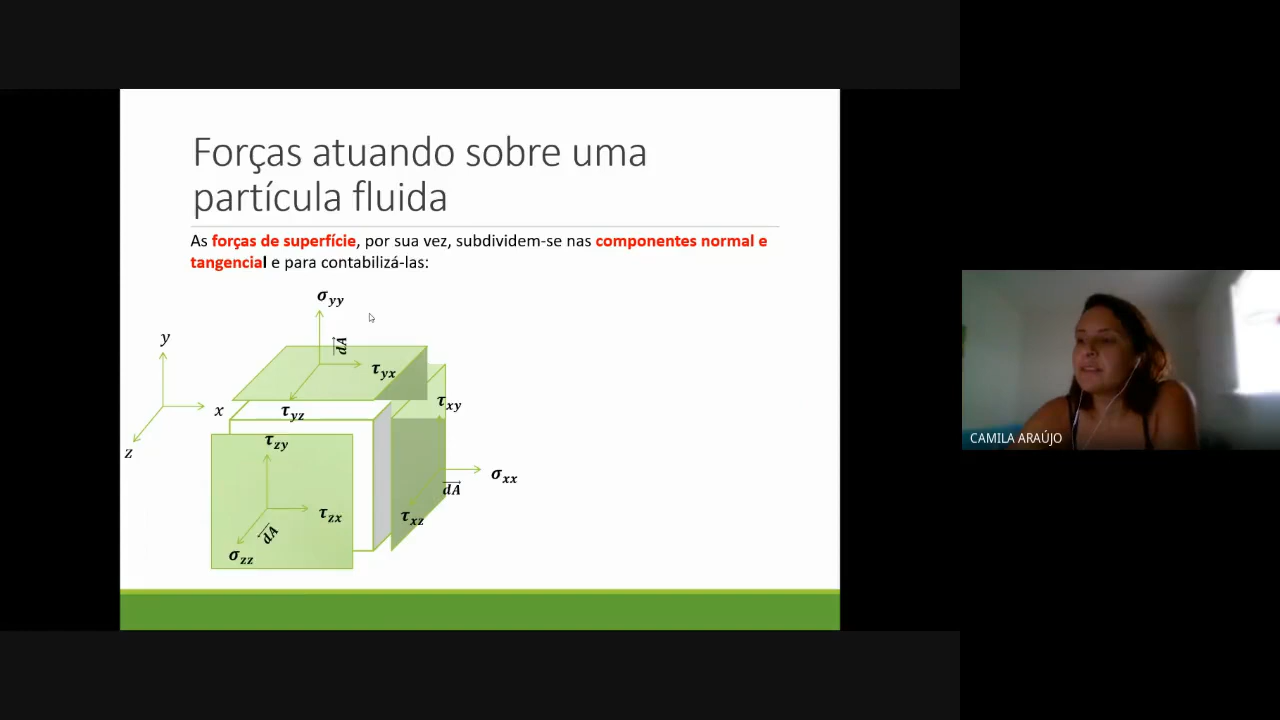 Forças atuando sobre uma
partícula fluida
As forças de superfície, por sua vez, subdividem-se nas componentes normal e
tangencial e para contabilizá-las:
σyy
y
dA
τyx
x
τyz
τxy
z
τzy
σxx
dA
τzx
τxz
dA
σzz
CAMILA ARAÚJO